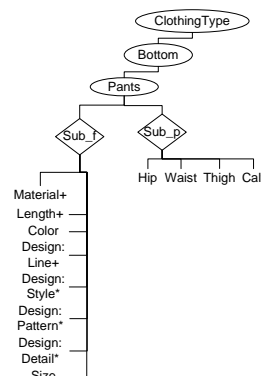 ClothingType
Bottom
Pants
Sub_f
Sub_p
Hip Waist Thigh Cal
Material+
Length+
Color
Design:
Line+
Design:
Style*
Design:
Pattern*
Design:
Detail*
Size